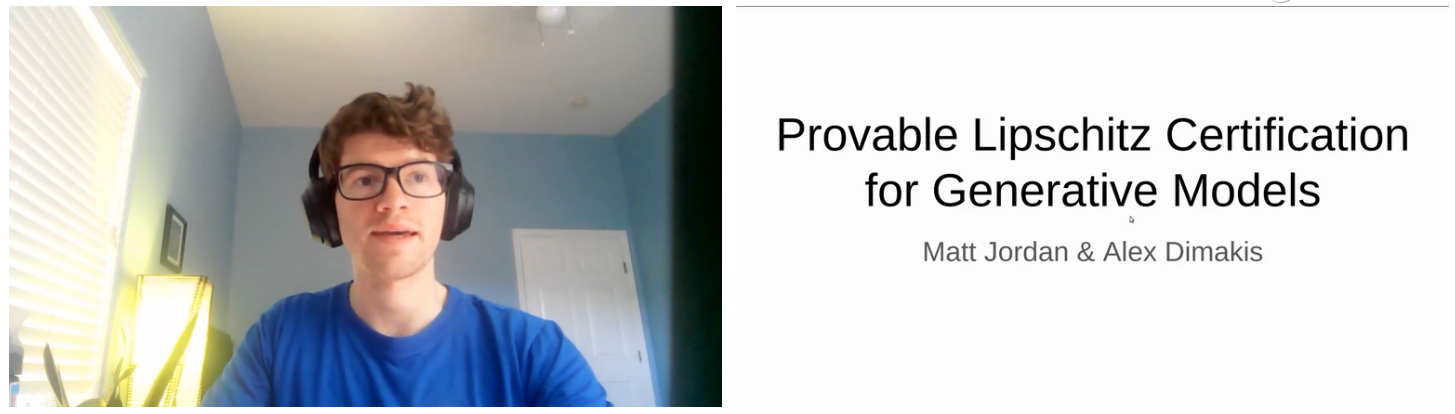 Provable Lipschitz Certification
for Generative Models
Matt Jordan & Alex Dimakis